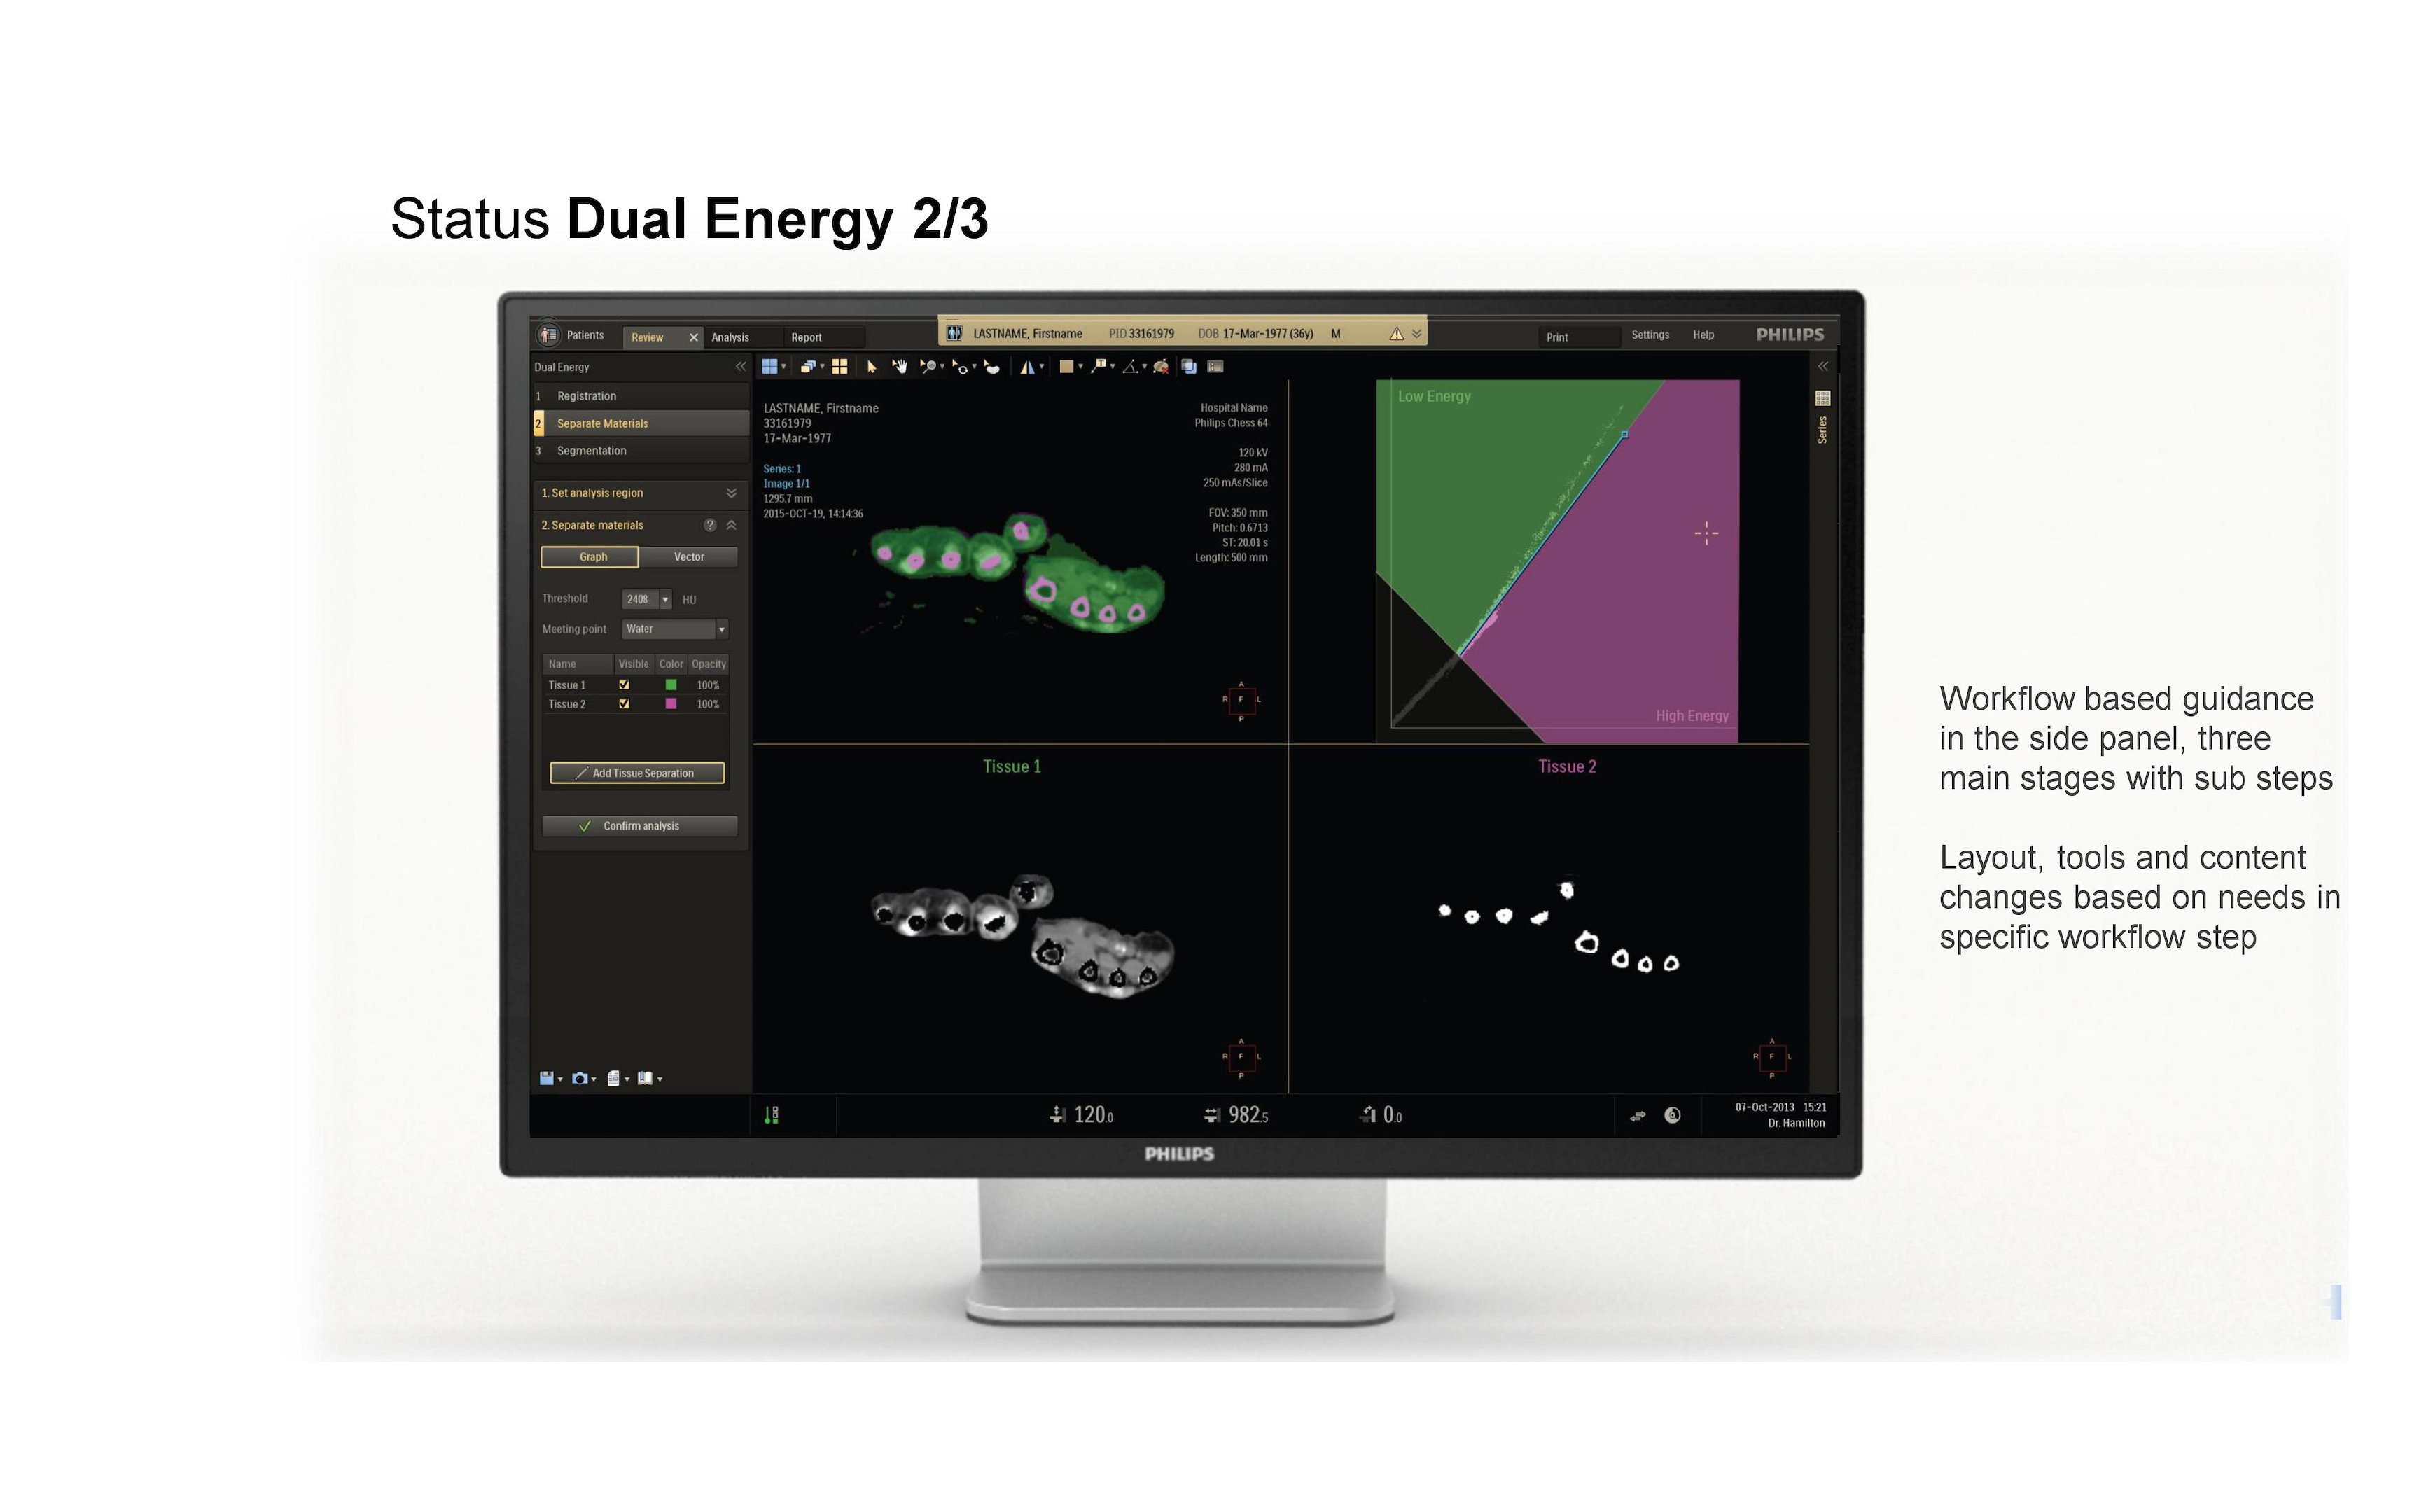 Status Dual Energy 2/3
Patients
Review
Analysis
Report
LASTNAME, Firstname PID 33161979 DOB 17-Mar-1977 (36y) M
Print
Settings
Help
PHILIPS
Dual Energy
1 Registration
2 Separate Materials
3 Segmentation
1. Set analysis region
2. Separate materials ?
Graph Vector
Threshold 2408 HU
Meeting point Water
Name Visible Color Opacity
Tissue 1 100%
Tissue 2 100%
Add Tissue Separation
Confirm analysis
LASTNAME, Firstname
33161979
17-Mar-1977
Series: 1
Image 1/1
1295.7 mm
2015-OCT-19, 14:14:36
Hospital Name
Philips Chess 64
120 kV
280 mA
250 mAs/Slice
FOV: 350 mm
Pitch: 0.6713
ST: 20.01 s
Length: 500 mm
A
R F L
P
Low Energy
High Energy
Series
Tissue 1
A
R F L
P
Tissue 2
A
R F L
P
120.0
982.5
0.0
07-Oct-2013 15:21
Dr. Hamilton
PHILIPS
Workflow based guidance
in the side panel, three
main stages with sub steps
Layout, tools and content
changes based on needs in
specific workflow step